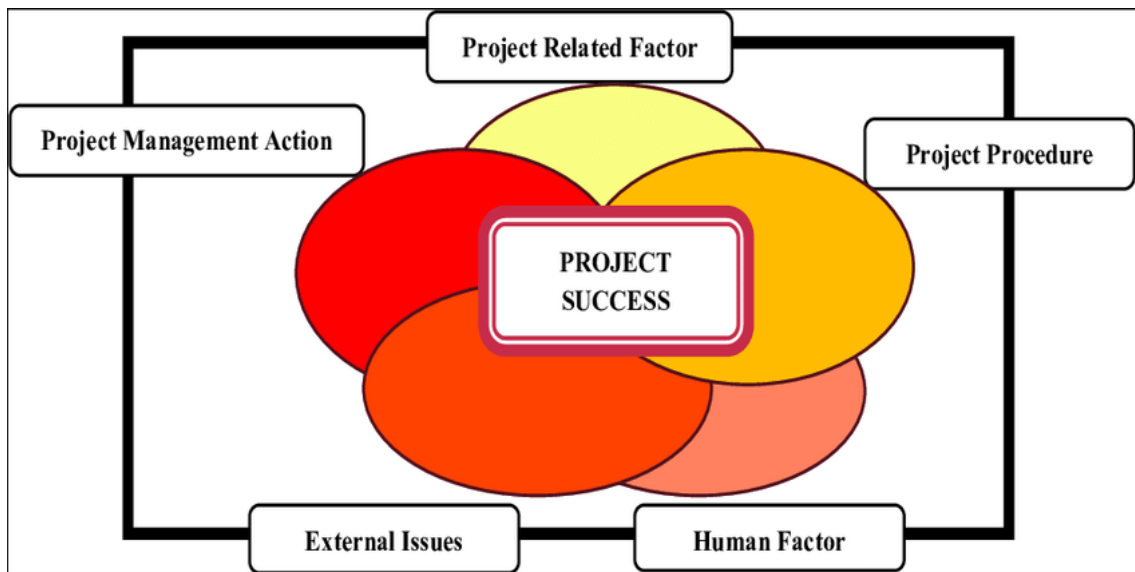 Project Related Factor
Project Management Action
Project Procedure
PROJECT
SUCCESS
External Issues
Human Factor